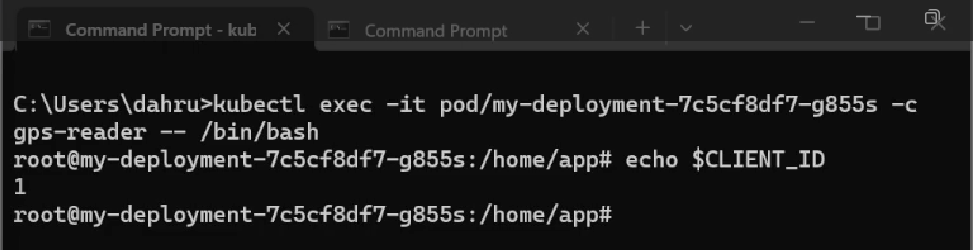 Command Prompt - kub
Command Prompt
C:\Users\dahru>kubectl exec -it pod/my-deployment-7c5cf8df7-g855s -c
gps-reader -- /bin/bash
root@my-deployment-7c5cf8df7-g855s:/home/app# echo $CLIENT_ID
1
root@my-deployment-7c5cf8df7-g855s:/home/app#